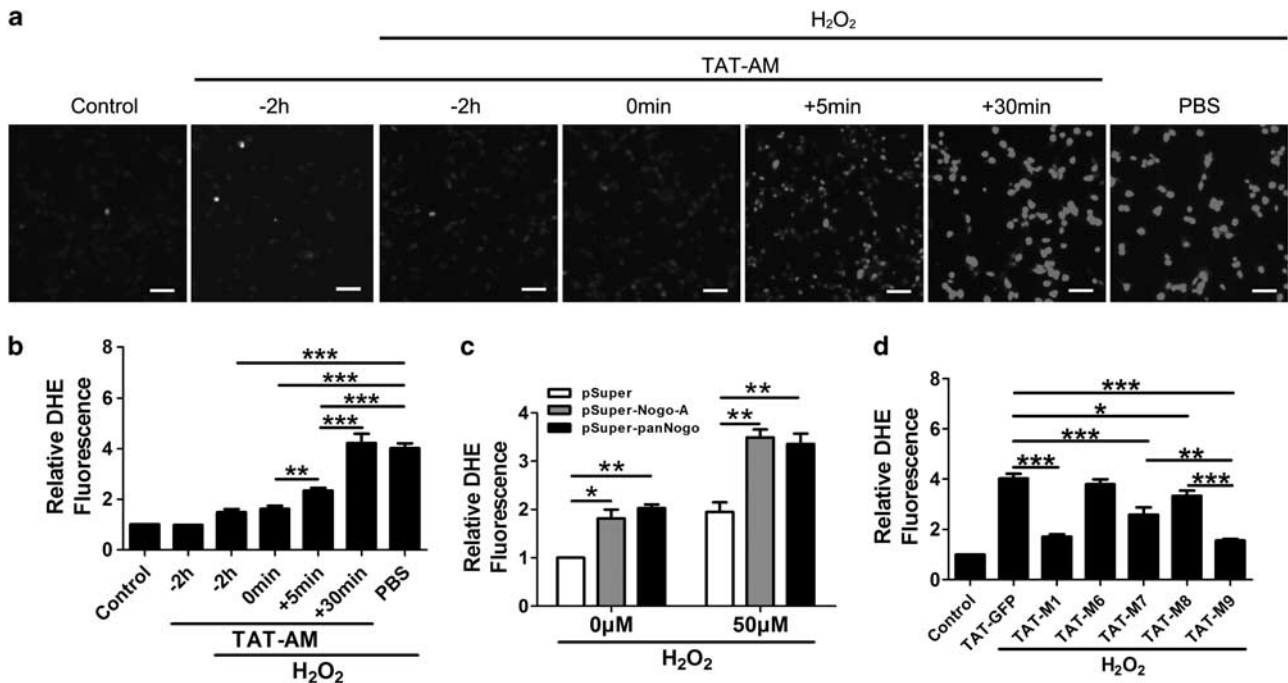 a
H₂O₂
TAT-AM
Control -2h -2h 0min +5min +30min PBS
b
Relative DHE
Fluorescence
8
6
4
2
0
***
***
***
***
**
Control -2h -2h 0min +5min +30min PBS
TAT-AM
H₂O₂
c
Relative DHE
Fluorescence
4
3
2
1
0
pSuper
pSuper-Nogo-A
pSuper-panNogo
**
*
**
**
0µM 50µM
H₂O₂
d
Relative DHE
Fluorescence
8
6
4
2
0
***
*
***
**
***
***
Control TAT-GFP TAT-M1 TAT-M6 TAT-M7 TAT-M8 TAT-M9
H₂O₂